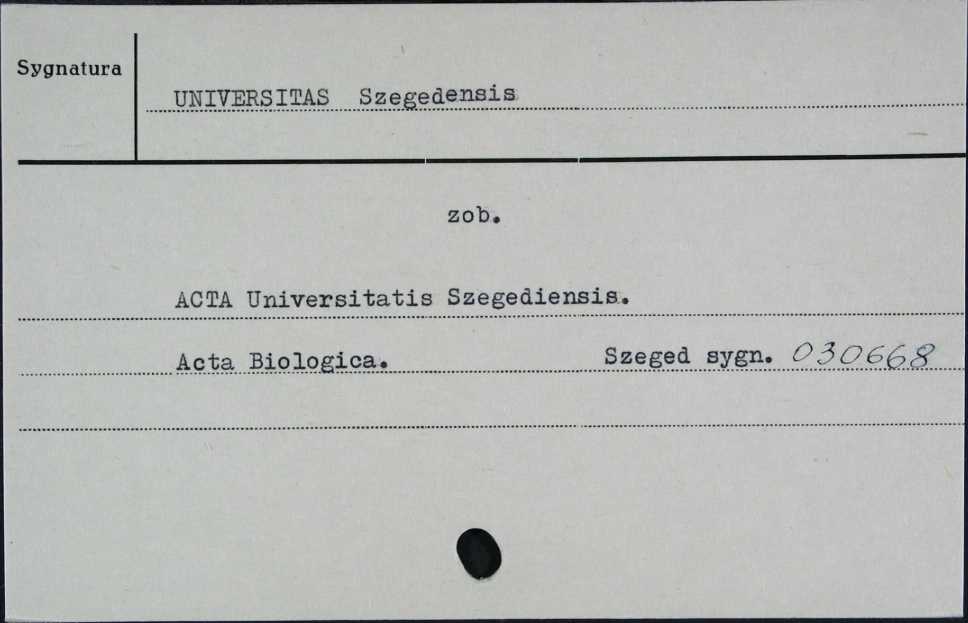 Sygnatura
UNIVERSITAS Szegedensis
zob.
ACTA Universitatis Szegediensis.
Acta Biologica. Szeged sygn. 030668